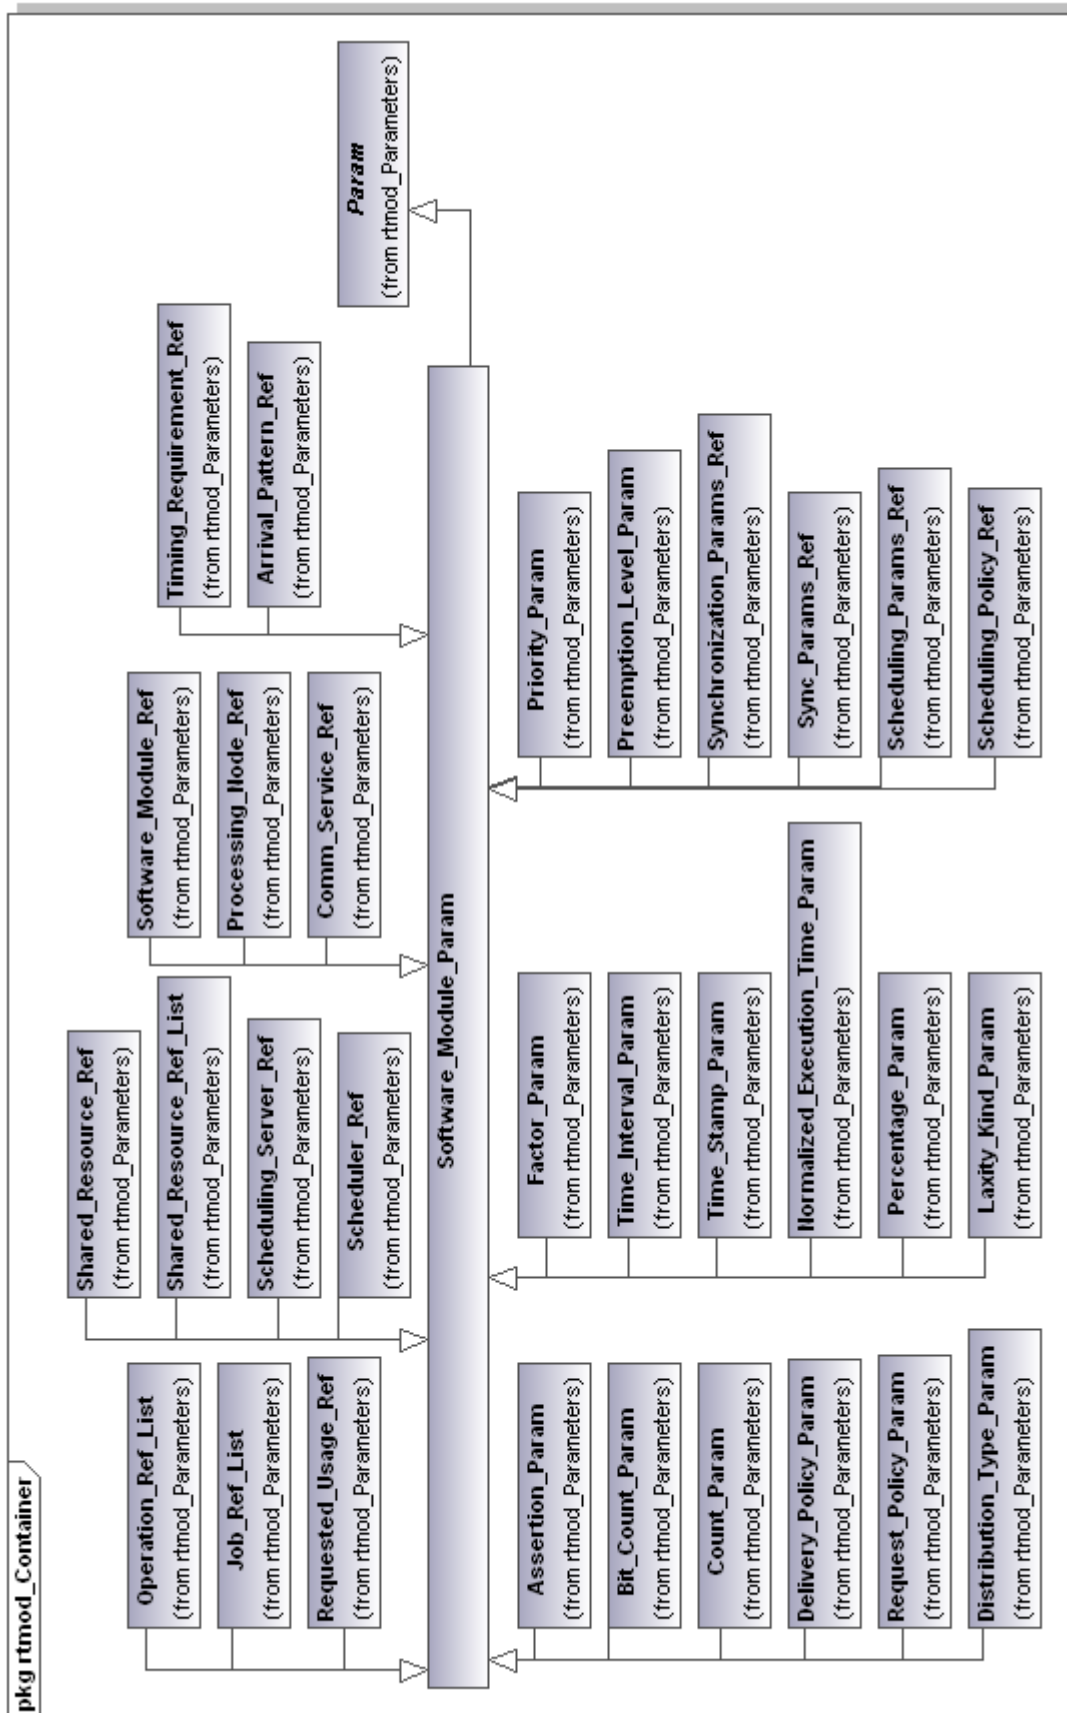 pkg rtmod_Container
Operation_Ref_List
(from rtmod_Parameters)
Job_Ref_List
(from rtmod_Parameters)
Requested_Usage_Ref
(from rtmod_Parameters)
Shared_Resource_Ref
(from rtmod_Parameters)
Shared_Resource_Ref_List
(from rtmod_Parameters)
Scheduling_Server_Ref
(from rtmod_Parameters)
Scheduler_Ref
(from rtmod_Parameters)
Software_Module_Ref
(from rtmod_Parameters)
Processing_Node_Ref
(from rtmod_Parameters)
Comm_Service_Ref
(from rtmod_Parameters)
Timing_Requirement_Ref
(from rtmod_Parameters)
Arrival_Pattern_Ref
(from rtmod_Parameters)
Param
(from rtmod_Parameters)
Software_Module_Param
Assertion_Param
(from rtmod_Parameters)
Bit_Count_Param
(from rtmod_Parameters)
Count_Param
(from rtmod_Parameters)
Delivery_Policy_Param
(from rtmod_Parameters)
Request_Policy_Param
(from rtmod_Parameters)
Distribution_Type_Param
(from rtmod_Parameters)
Factor_Param
(from rtmod_Parameters)
Time_Interval_Param
(from rtmod_Parameters)
Time_Stamp_Param
(from rtmod_Parameters)
Normalized_Execution_Time_Param
(from rtmod_Parameters)
Percentage_Param
(from rtmod_Parameters)
Laxity_Kind_Param
(from rtmod_Parameters)
Priority_Param
(from rtmod_Parameters)
Preemption_Level_Param
(from rtmod_Parameters)
Synchronization_Params_Ref
(from rtmod_Parameters)
Sync_Params_Ref
(from rtmod_Parameters)
Scheduling_Params_Ref
(from rtmod_Parameters)
Scheduling_Policy_Ref
(from rtmod_Parameters)